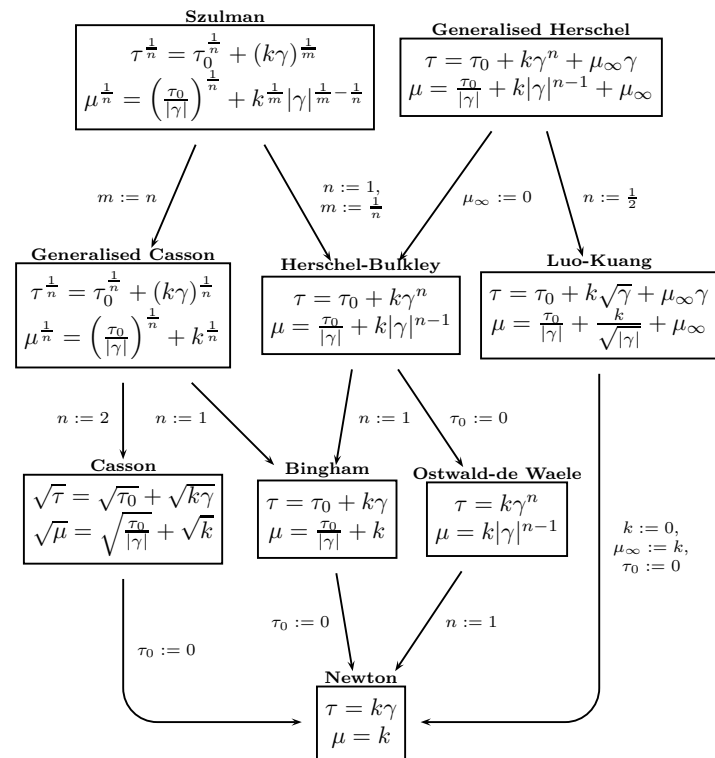 Szulman
Generalised Herschel
τ^{1/n} = τ_0^{1/n} + (kγ)^{1/m}
μ^{1/n} = (τ_0/|γ|)^{1/n} + k^{1/m}|γ|^{1/m − 1/n}
τ = τ_0 + kγ^n + μ_∞γ
μ = τ_0/|γ| + k|γ|^{n−1} + μ_∞
m := n
n := 1,
m := 1/n
μ_∞ := 0
n := 1/2
Generalised Casson
Herschel-Bulkley
Luo-Kuang
τ^{1/n} = τ_0^{1/n} + (kγ)^{1/n}
μ^{1/n} = (τ_0/|γ|)^{1/n} + k^{1/n}
τ = τ_0 + kγ^n
μ = τ_0/|γ| + k|γ|^{n−1}
τ = τ_0 + k√γ + μ_∞γ
μ = τ_0/|γ| + k/√|γ| + μ_∞
n := 2
n := 1
n := 1
τ_0 := 0
Casson
Bingham
Ostwald-de Waele
√τ = √τ_0 + √kγ
√μ = √(τ_0/|γ|) + √k
τ = τ_0 + kγ
μ = τ_0/|γ| + k
τ = kγ^n
μ = k|γ|^{n−1}
k := 0,
μ_∞ := k,
τ_0 := 0
τ_0 := 0
τ_0 := 0
n := 1
Newton
τ = kγ
μ = k